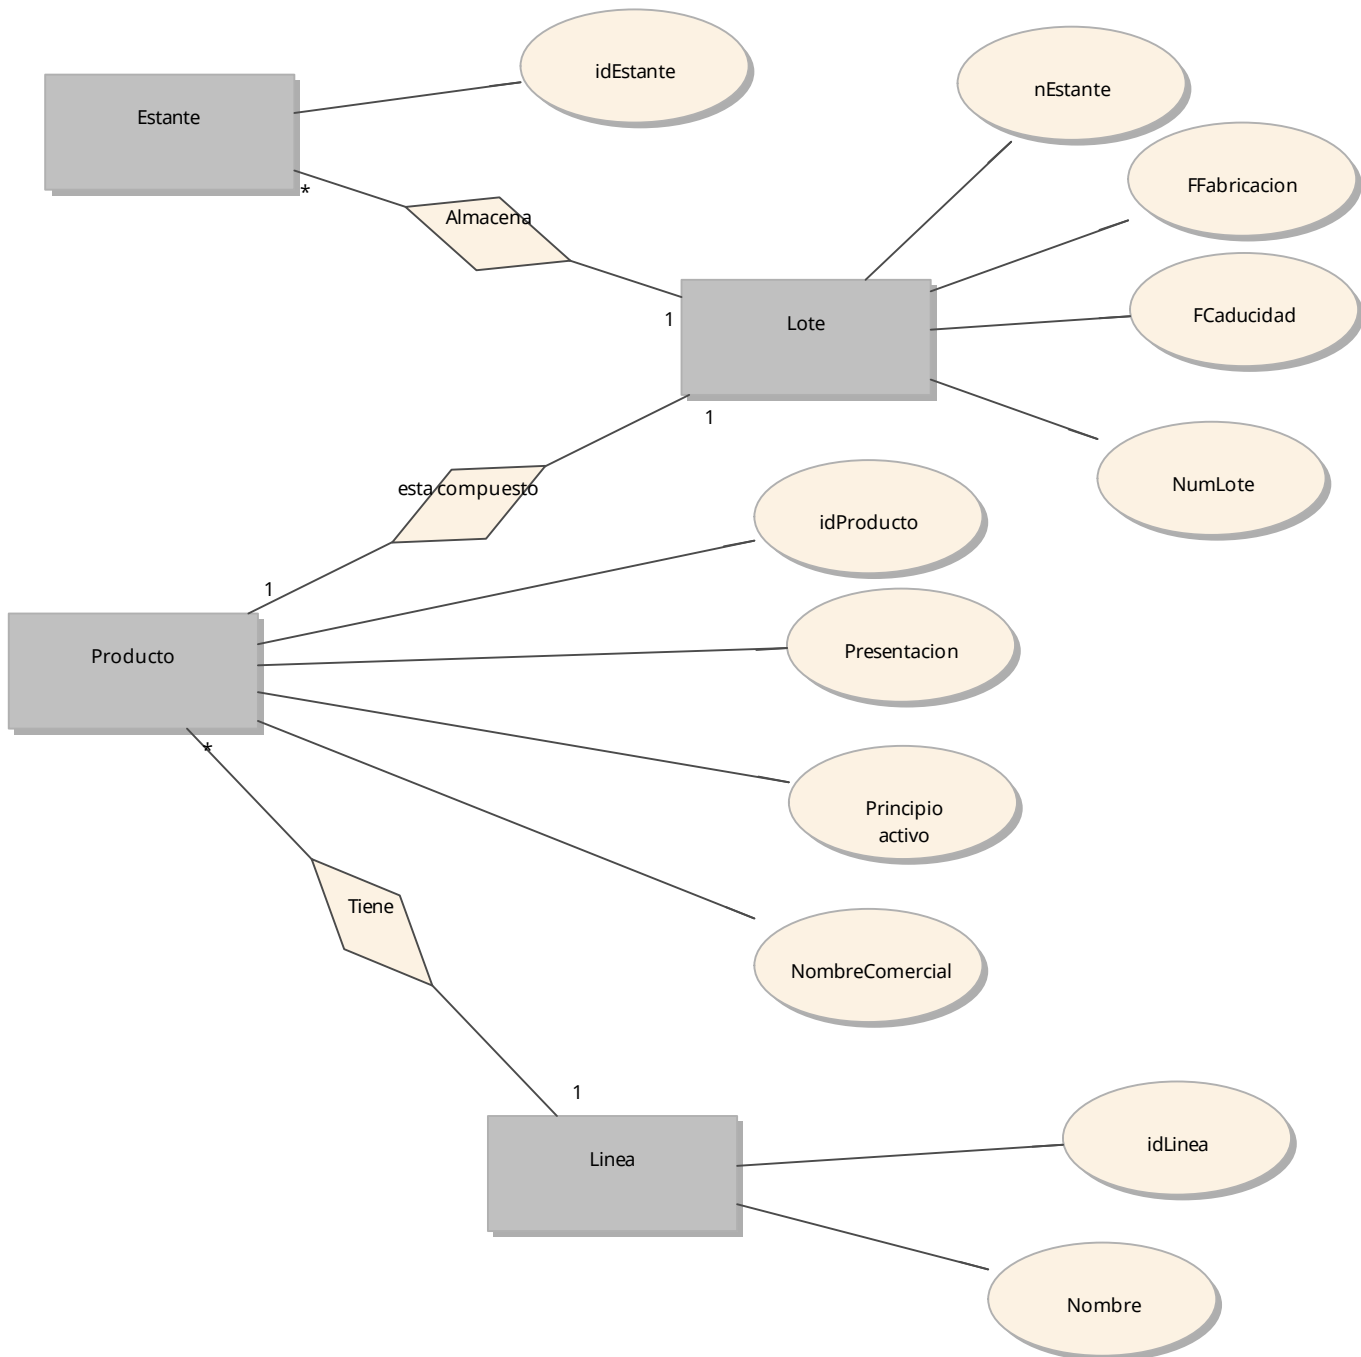 idEstante
nEstante
Estante
FFabricacion
*
Almacena
FCaducidad
1
Lote
1
NumLote
esta compuesto
idProducto
1
Producto
Presentacion
*
Principio
activo
Tiene
NombreComercial
1
Linea
idLinea
Nombre